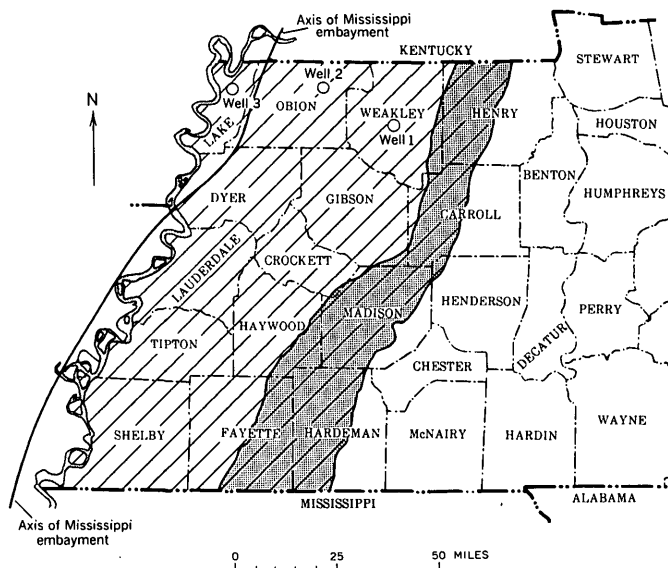 Axis of Mississippi
embayment
KENTUCKY
STEWART
Well 2
Well 3
OBION
WEAKLEY
Well 1
HENRY
HOUSTON
N
LAKE
BENTON
HUMPHREYS
DYER
GIBSON
CARROLL
LAUDERDALE
CROCKETT
HENDERSON
PERRY
DECATUR
HAYWOOD
MADISON
TIPTON
CHESTER
SHELBY
FAYETTE
HARDEMAN
McNAIRY
HARDIN
WAYNE
MISSISSIPPI
ALABAMA
Axis of Mississippi
embayment
0 25 50 MILES